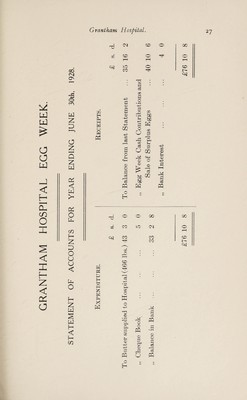 Grantham Hospital.
27
GRANTHAM HOSPITAL EGG WEEK.
STATEMENT OF ACCOUNTS FOR YEAR ENDING JUNE 30th, 1928.
EXPENDITURE.
£ s. d.
To Butter supplied to Hospital (466 lbs.) 43 3 0
,, Cheque Book ... ... ... 5 0
,, Balance in Bank ... ... ... 33 2 8
£76 10 8
RECEIPTS.
£ s. d.
To Balance from last Statement ... 35 16 2
,, Egg Week Cash Contributions and
Sale of Surplus Eggs ... 40 10 6
,, Bank Interest ... ... ... 4 0
£76 10 8